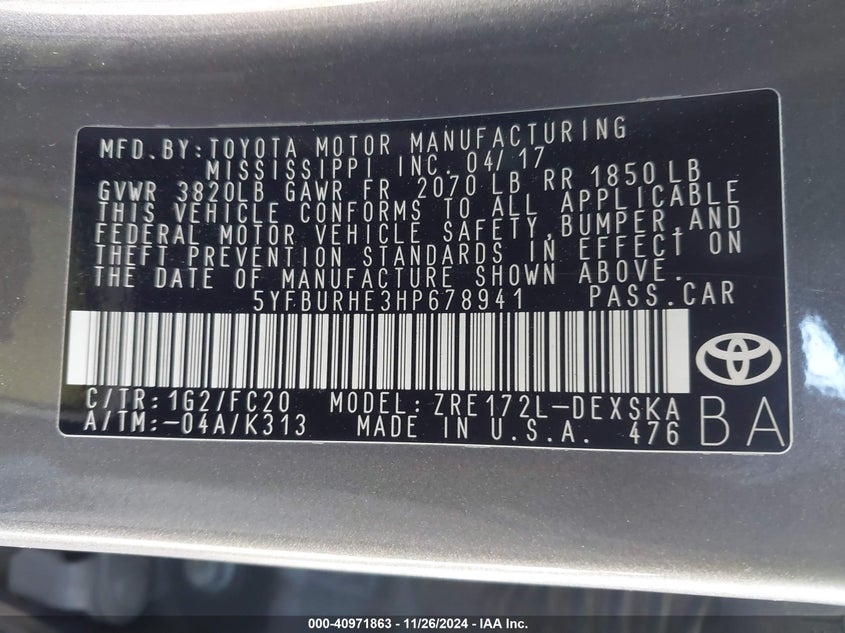 MFD.BY:TOYOTA MOTOR MANUFACTURING
MISSISSIPPI INC. 04/17
GVWR 3820LB GAWR FR 2070 LB RR 1850 LB
THIS VEHICLE CONFORMS TO ALL APPLICABLE
FEDERAL MOTOR VEHICLE SAFETY,BUMPER,AND
THEFT PREVENTION STANDARDS IN EFFECT ON
THE DATE OF MANUFACTURE SHOWN ABOVE.
5YFBURHE3HP678941 PASS.CAR
C/TR:1G2/FC20 MODEL:ZRE172L-DEXSKA
A/TM:-04A/K313 MADE IN U.S.A. 476 BA
000-40971863 - 11/26/2024 - IAA Inc.